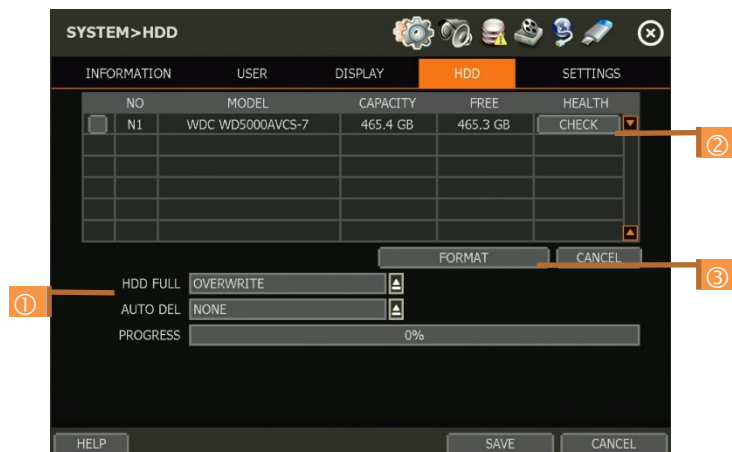 SYSTEM>HDD
INFORMATION USER DISPLAY HDD SETTINGS
NO MODEL CAPACITY FREE HEALTH
N1 WDC WD5000AVCS-7 465.4 GB 465.3 GB CHECK
②
FORMAT CANCEL
③
HDD FULL OVERWRITE
①
AUTO DEL NONE
PROGRESS 0%
HELP SAVE CANCEL